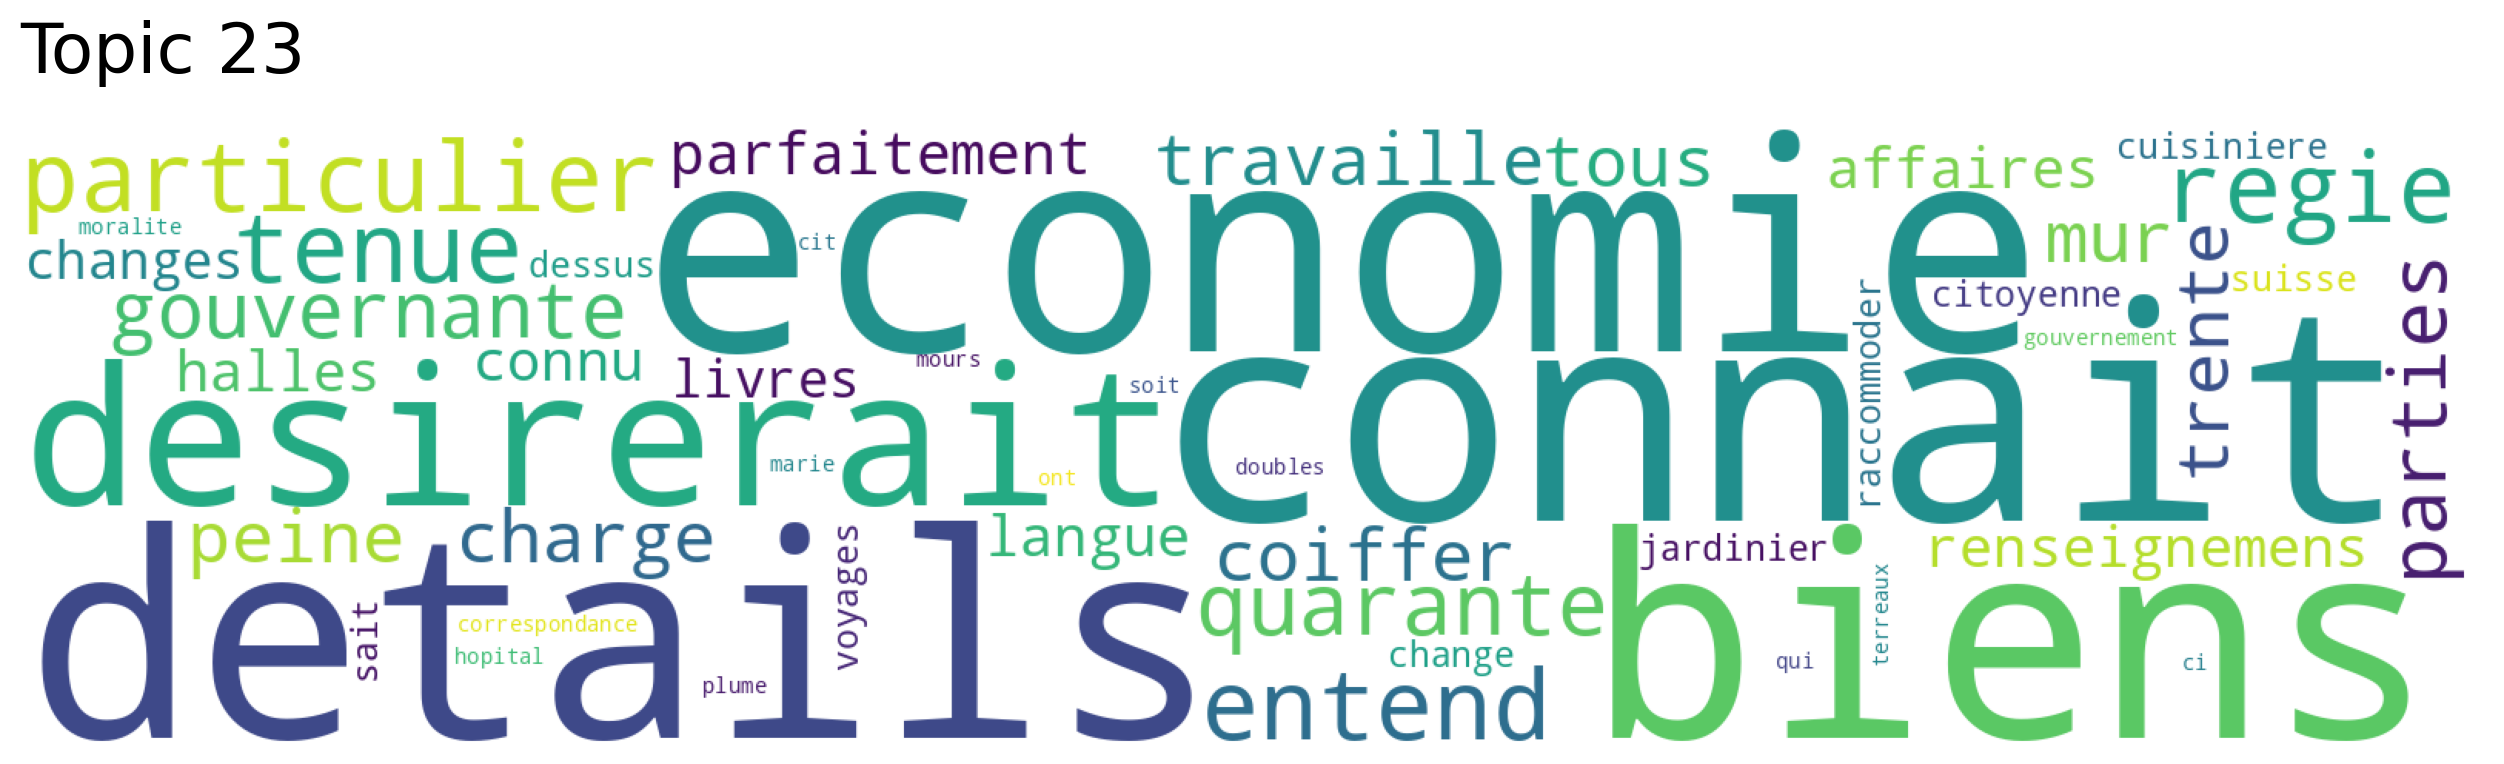 Topic 23
parfaitement
travaille
tous
affaires
cuisiniere
particulier
economie
regie
moralite
tenue
cit
mur
changes
dessus
citoyenne
suisse
trente
parties
gouvernante
gouvernement
raccommoder
halles
connu
livres
mours
soit
desirerait
connait
marie
ont
doubles
peine
charge
voyages
langue
coiffer
jardinier
renseignemens
details
quarante
biens
terreaux
sait
correspondance
hopital
change
qui
ci
plume
entend